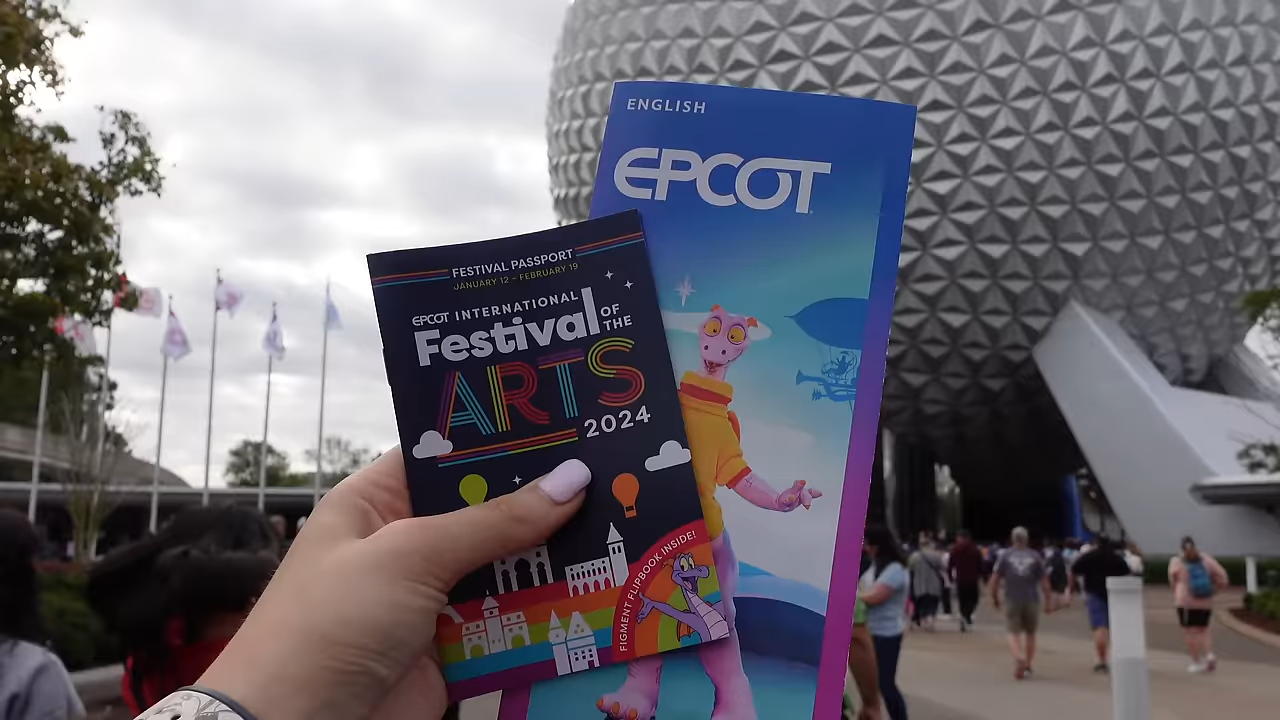 ENGLISH
EPCOT
FESTIVAL PASSPORT
JANUARY 12 – FEBRUARY 19
EPCOT INTERNATIONAL
Festival OF THE
ARTS
2024
FIGMENT FLIPBOOK INSIDE!